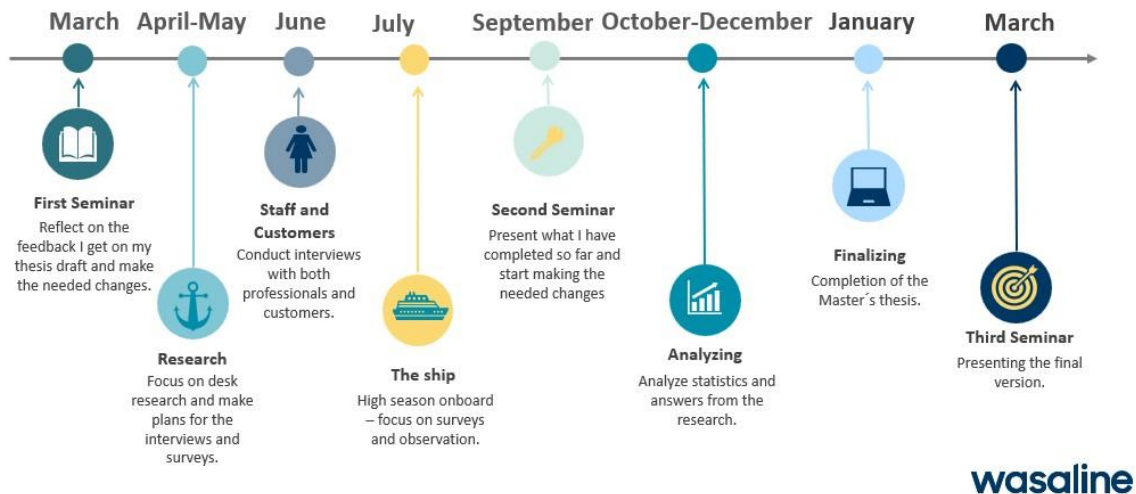 March
April-May
June
July
September
October-December
January
March
First Seminar
Reflect on the
feedback I get on my
thesis draft and make
the needed changes.
Research
Focus on desk
research and make
plans for the
interviews and
surveys.
Staff and
Customers
Conduct interviews
with both
professionals and
customers.
The ship
High season onboard
– focus on surveys
and observation.
Second Seminar
Present what I have
completed so far and
start making the
needed changes
Analyzing
Analyze statistics and
answers from the
research.
Finalizing
Completion of the
Master´s thesis.
Third Seminar
Presenting the final
version.
wasaline